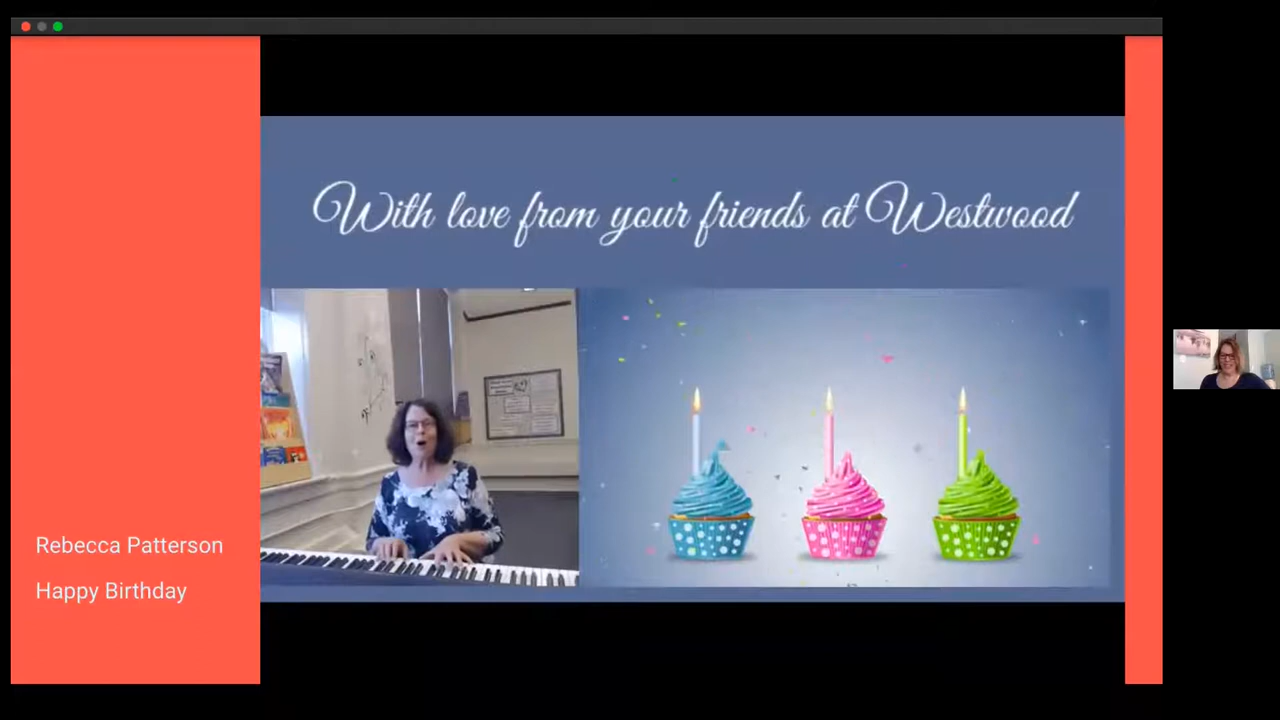 With love from your friends at Westwood
Rebecca Patterson
Happy Birthday